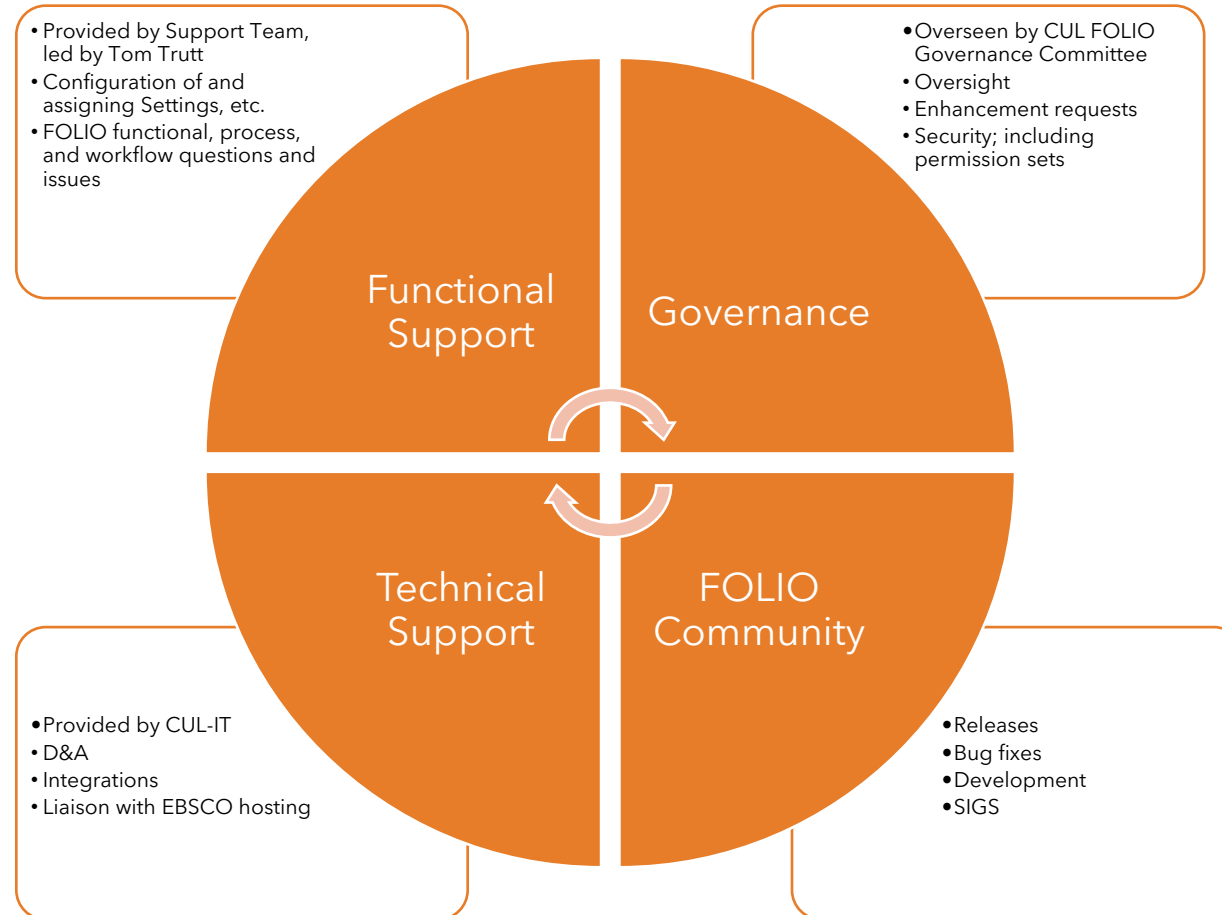 • Provided by Support Team,
led by Tom Trutt
• Configuration of and
assigning Settings, etc.
• FOLIO functional, process,
and workflow questions and
issues
•Overseen by CUL FOLIO
Governance Committee
• Oversight
• Enhancement requests
• Security; including
permission sets
Functional
Support
Governance
Technical
Support
FOLIO
Community
•Provided by CUL-IT
• D&A
• Integrations
• Liaison with EBSCO hosting
•Releases
•Bug fixes
•Development
•SIGS